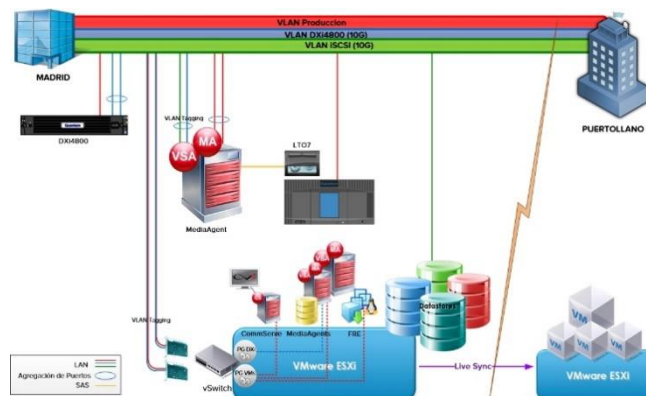 VLAN Produccion
VLAN DXi4800 (10G)
VLAN iSCSI (10G)
MADRID
PUERTOLLANO
VLAN Tagging
LTO7
DXi4800
VSA
MA
MediaAgent
VLAN Tagging
Datastores
CommServe
MediaAgents
FRE
PG DXi
PG VMs
vSwitch
VMware ESXi
Live Sync
VM
VM
VM
VM
VMware ESXi
LAN
Agregación de Puertos
SAS